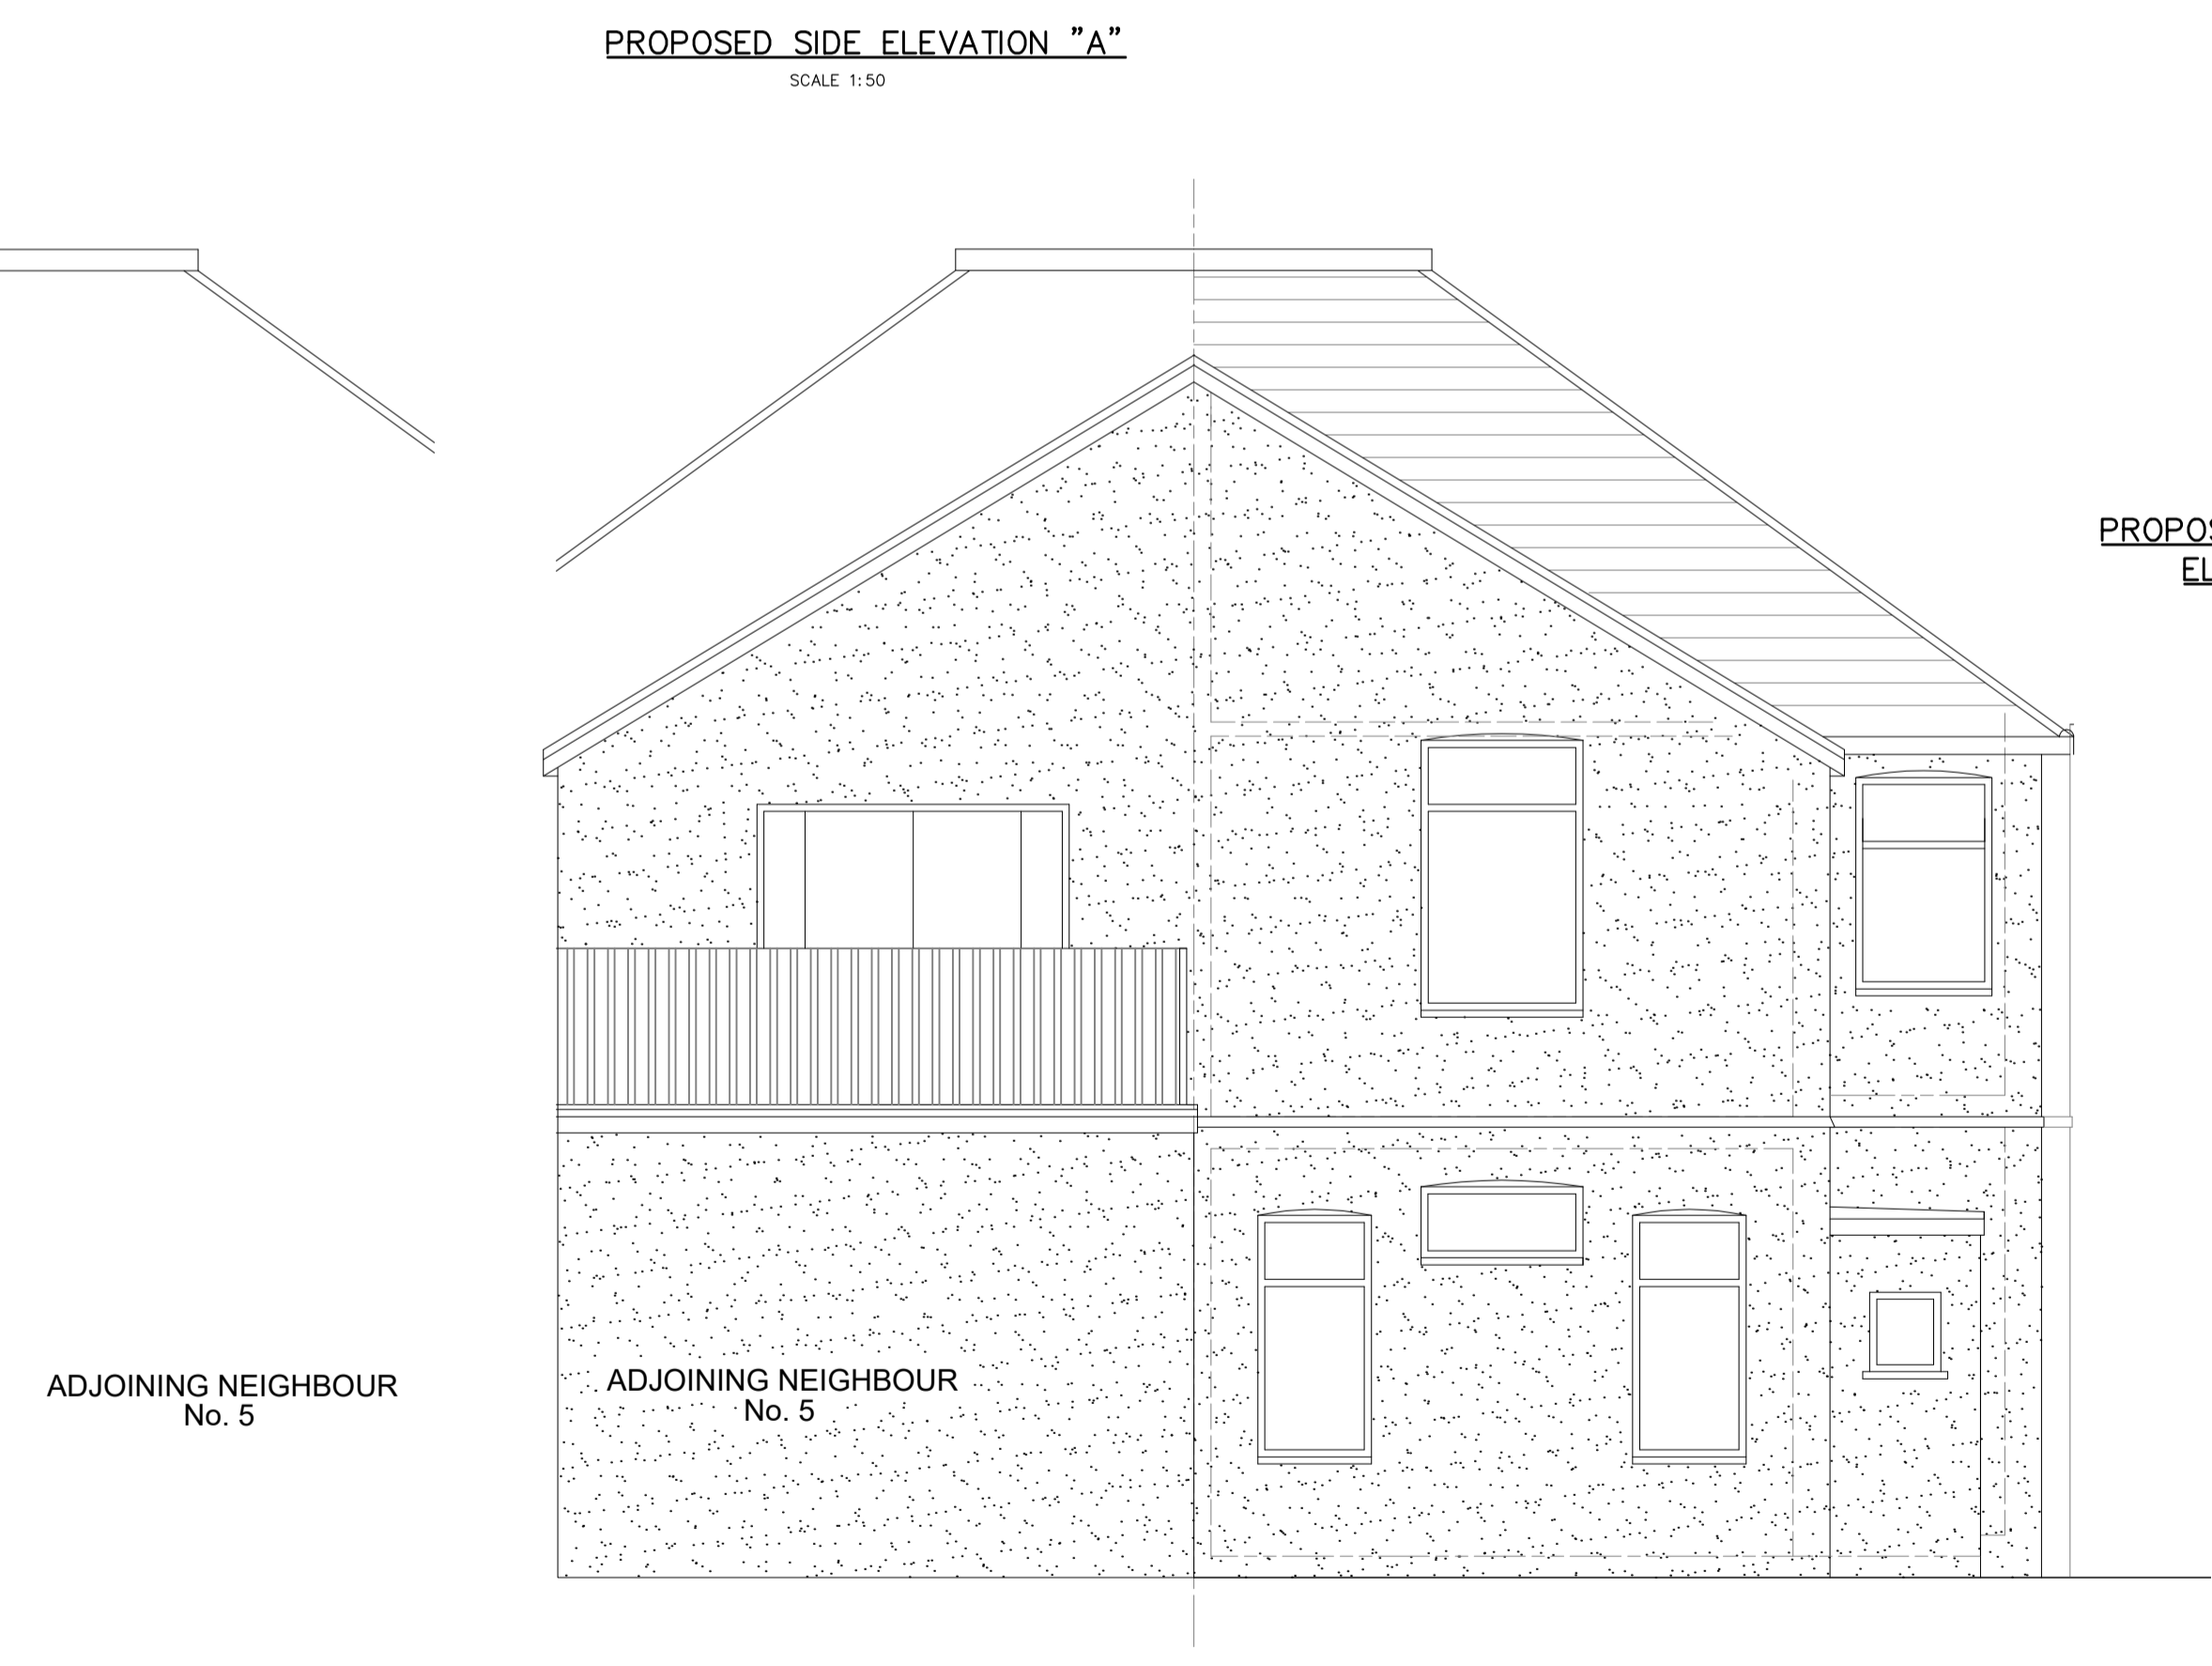 PROPOSED SIDE ELEVATION "A"
SCALE 1:50
ADJOINING NEIGHBOUR
No. 5
ADJOINING NEIGHBOUR
No. 5